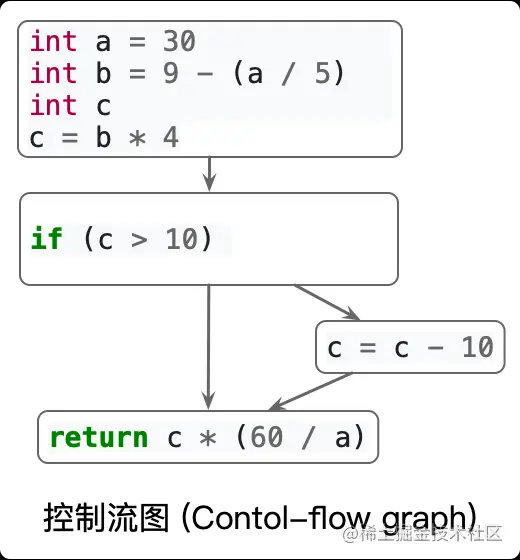 int a = 30
int b = 9 - (a / 5)
int c
c = b * 4
if (c > 10)
c = c - 10
return c * (60 / a)
控制流图 (Contol-flow graph)
@稀土掘金技术社区